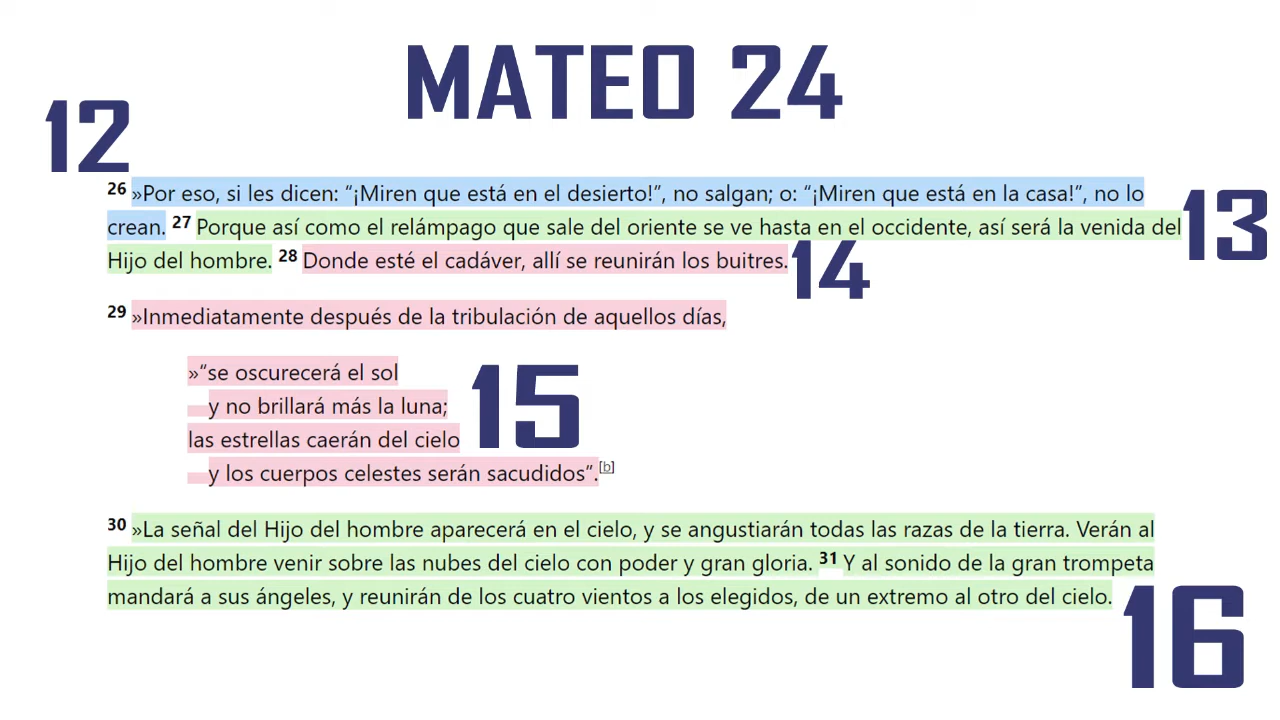 MATEO 24
12
26 »Por eso, si les dicen: “¡Miren que está en el desierto!”, no salgan; o: “¡Miren que está en la casa!”, no lo
crean. 27 Porque así como el relámpago que sale del oriente se ve hasta en el occidente, así será la venida del
13
Hijo del hombre. 28 Donde esté el cadáver, allí se reunirán los buitres.
14
29 »Inmediatamente después de la tribulación de aquellos días,
»“se oscurecerá el sol
y no brillará más la luna;
15
las estrellas caerán del cielo
y los cuerpos celestes serán sacudidos”.[b]
30 »La señal del Hijo del hombre aparecerá en el cielo, y se angustiarán todas las razas de la tierra. Verán al
Hijo del hombre venir sobre las nubes del cielo con poder y gran gloria. 31 Y al sonido de la gran trompeta
mandará a sus ángeles, y reunirán de los cuatro vientos a los elegidos, de un extremo al otro del cielo.
16